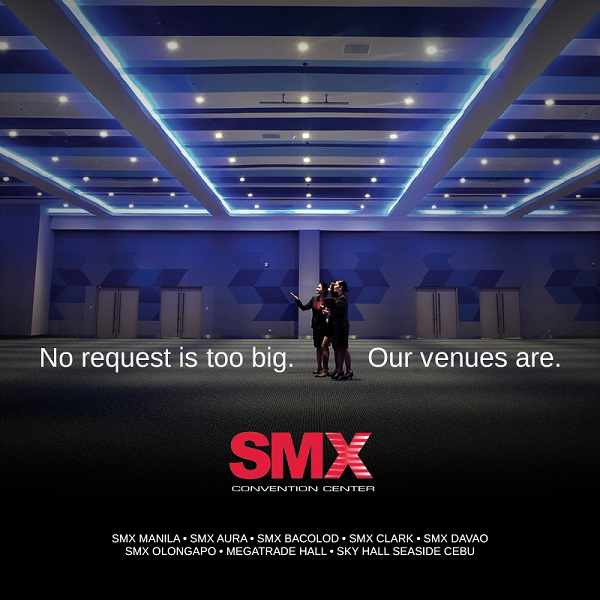 No request is too big. Our venues are.
SMX
CONVENTION CENTER
SMX MANILA • SMX AURA • SMX BACOLOD • SMX CLARK • SMX DAVAO
SMX OLONGAPO • MEGATRADE HALL • SKY HALL SEASIDE CEBU